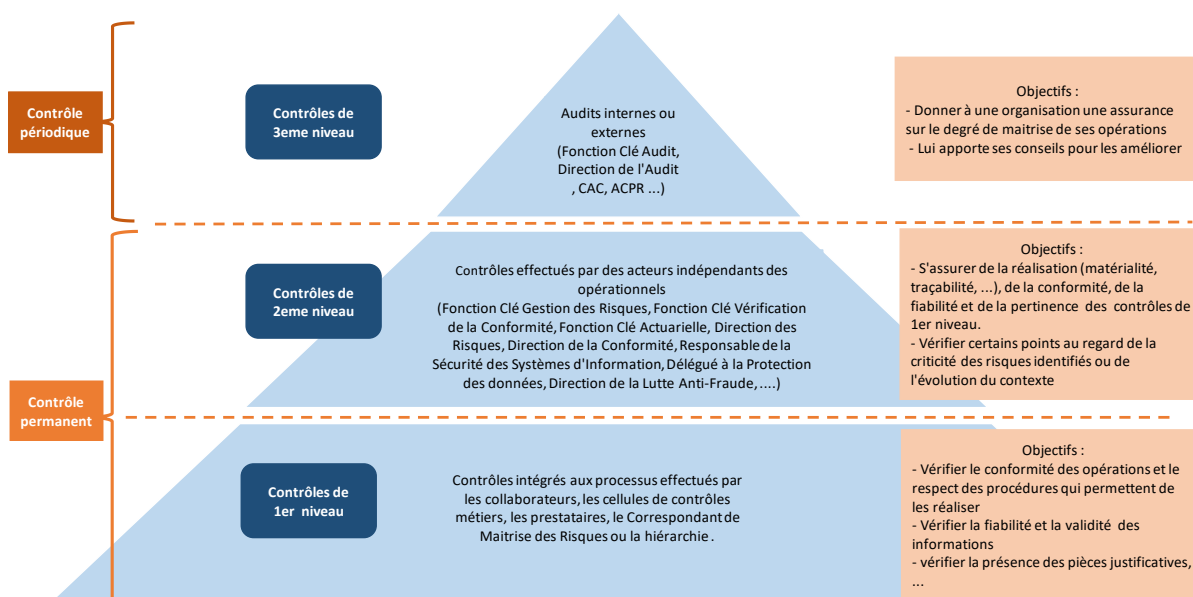 Contrôle
périodique
Contrôles de
3eme niveau
Audits internes ou
externes
(Fonction Clé Audit,
Direction de l'Audit
, CAC, ACPR ...)
Objectifs :
- Donner à une organisation une assurance
sur le degré de maitrise de ses opérations
- Lui apporte ses conseils pour les améliorer
Contrôle
permanent
Contrôles de
2eme niveau
Contrôles effectués par des acteurs indépendants des
opérationnels
(Fonction Clé Gestion des Risques, Fonction Clé Vérification
de la Conformité, Fonction Clé Actuarielle, Direction des
Risques, Direction de la Conformité, Responsable de la
Sécurité des Systèmes d'Information, Délégué à la Protection
des données, Direction de la Lutte Anti-Fraude, ....)
Objectifs :
- S'assurer de la réalisation (matérialité,
traçabilité, ...), de la conformité, de la
fiabilité et de la pertinence des contrôles de
1er niveau.
- Vérifier certains points au regard de la
criticité des risques identifiés ou de
l'évolution du contexte
Contrôles de
1er niveau
Contrôles intégrés aux processus effectués par
les collaborateurs, les cellules de contrôles
métiers, les prestataires, le Correspondant de
Maitrise des Risques ou la hiérarchie .
Objectifs :
- Vérifier le conformité des opérations et le
respect des procédures qui permettent de
les réaliser
- Vérifier la fiabilité et la validité des
informations
- vérifier la présence des pièces justificatives,
...